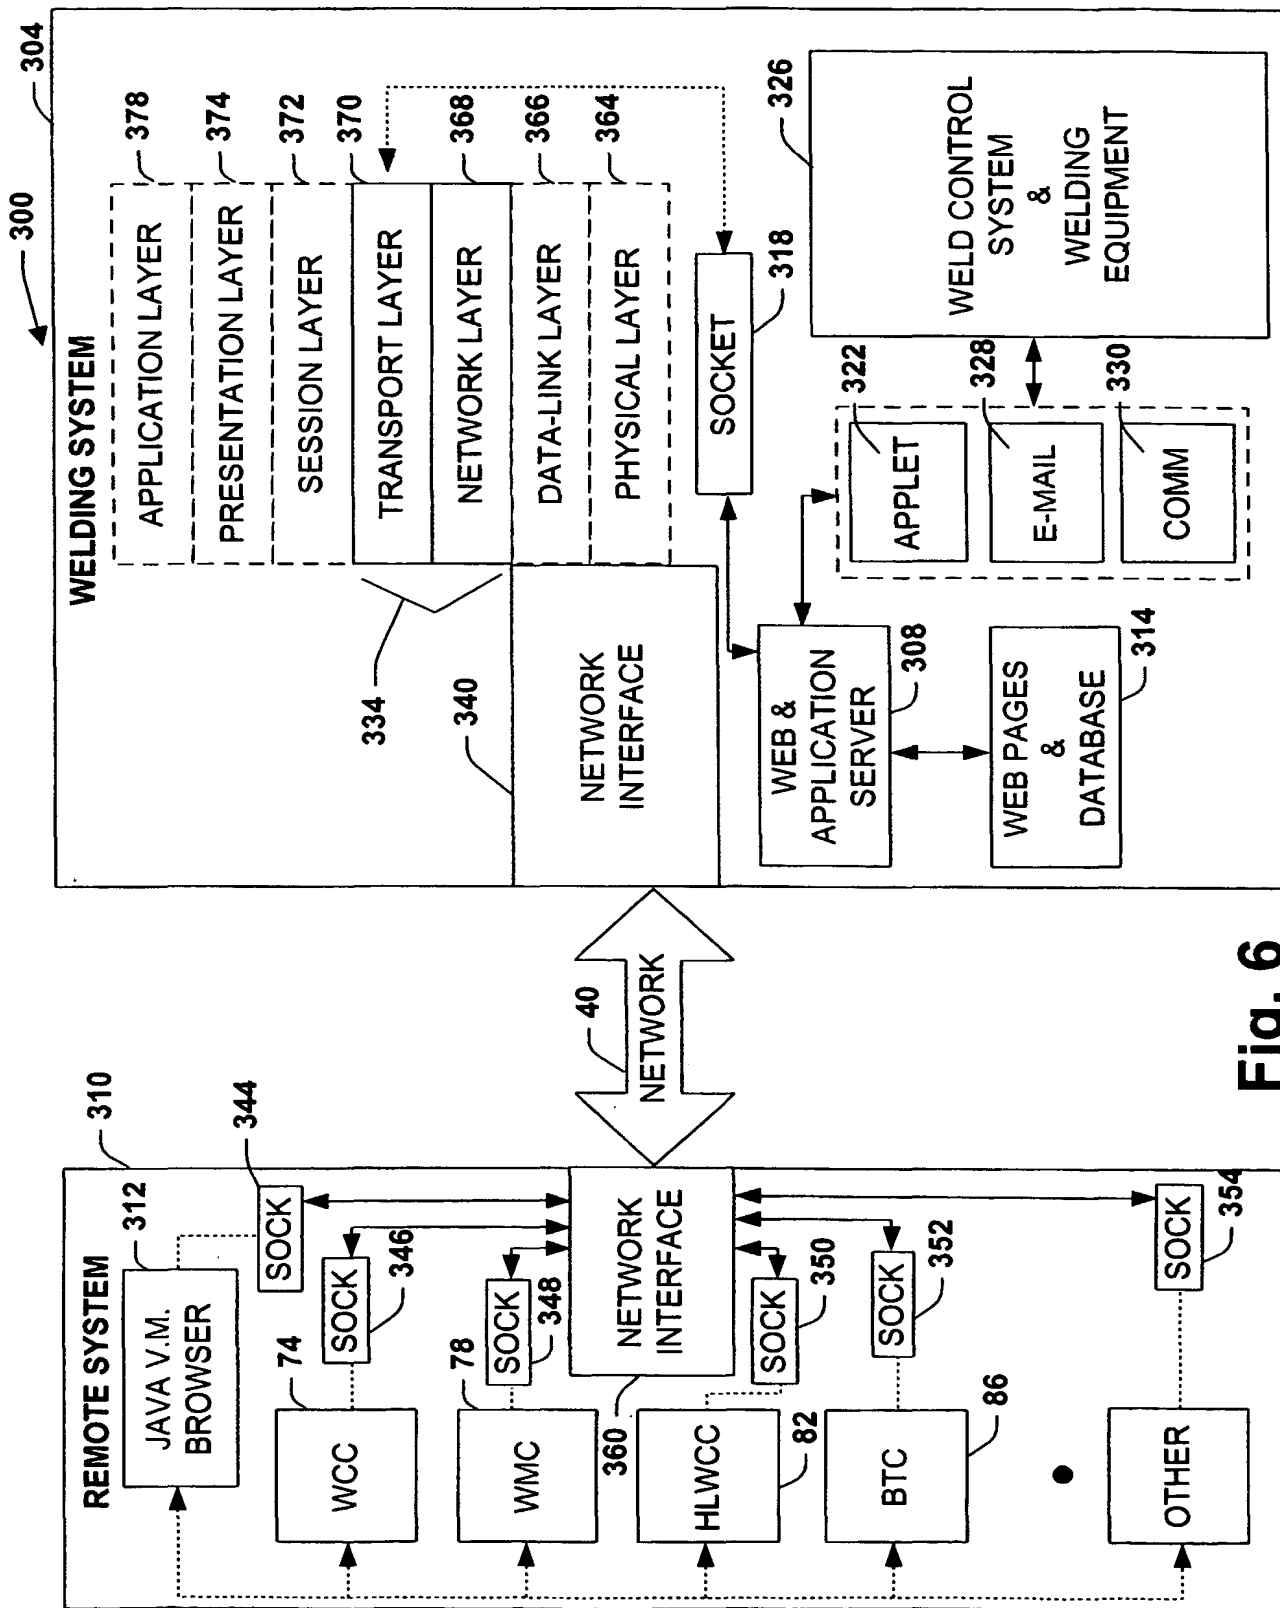 300
304
WELDING SYSTEM
APPLICATION LAYER
378
PRESENTATION LAYER
374
SESSION LAYER
372
TRANSPORT LAYER
370
NETWORK LAYER
368
DATA-LINK LAYER
366
PHYSICAL LAYER
364
334
340
NETWORK
INTERFACE
SOCKET
318
WEB &
APPLICATION
SERVER
308
WEB PAGES
&
DATABASE
314
APPLET
322
E-MAIL
328
COMM
330
WELD CONTROL
SYSTEM
&
WELDING
EQUIPMENT
326
40
NETWORK
REMOTE SYSTEM
310
JAVA V.M.
BROWSER
312
SOCK
344
WCC
74
SOCK
346
WMC
78
SOCK
348
NETWORK
INTERFACE
360
HLWCC
82
SOCK
350
BTC
86
SOCK
352
OTHER
SOCK
354
Fig. 6